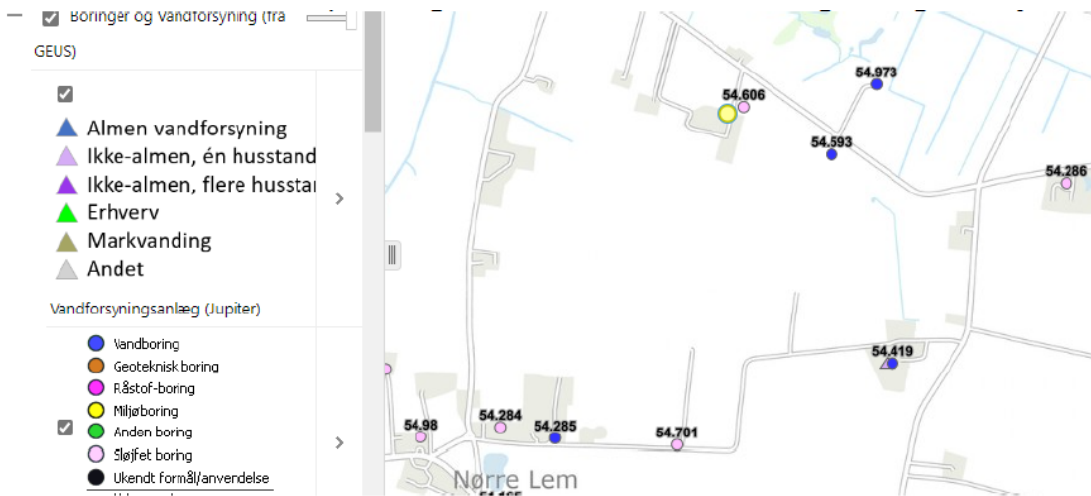 Boringer og Vandforsyning (fra
GEUS)
Almen vandforsyning
Ikke-almen, én husstand
Ikke-almen, flere husstar
Erhverv
Markvanding
Andet
Vandforsyningsanlæg (Jupiter)
Vandboring
Geoteknisk boring
Råstof-boring
Miljøboring
Anden boring
Sløjfet boring
Ukendt formål/anvendelse
54.973
54.606
54.593
54.286
54.419
54.284
54.98
54.285
54.701
Nørre Lem